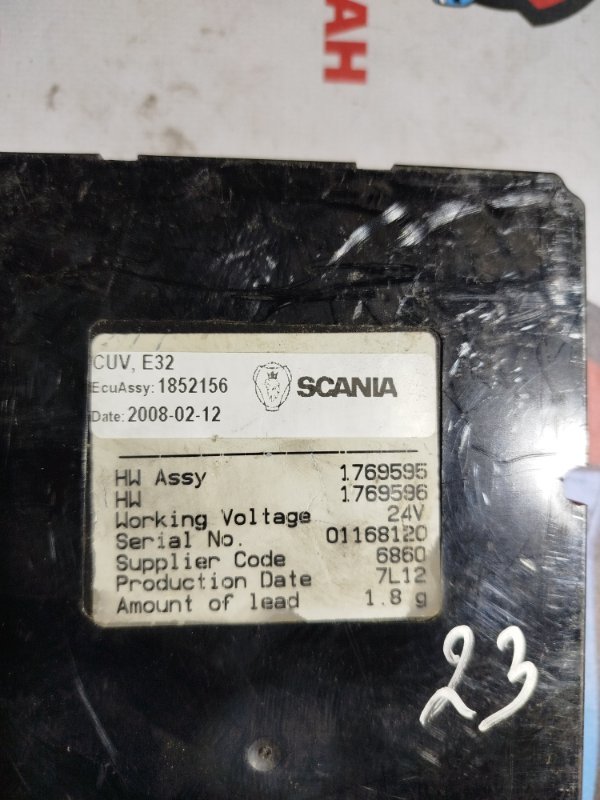 HAH
CUV, E32
EcuAssy: 1852156
SCANIA
Date: 2008-02-12
HW Assy 1769595
HW 1769596
Working Voltage 24V
Serial No. 01168120
Supplier Code 6860
Production Date 7L12
Amount of lead 1.8 g
23